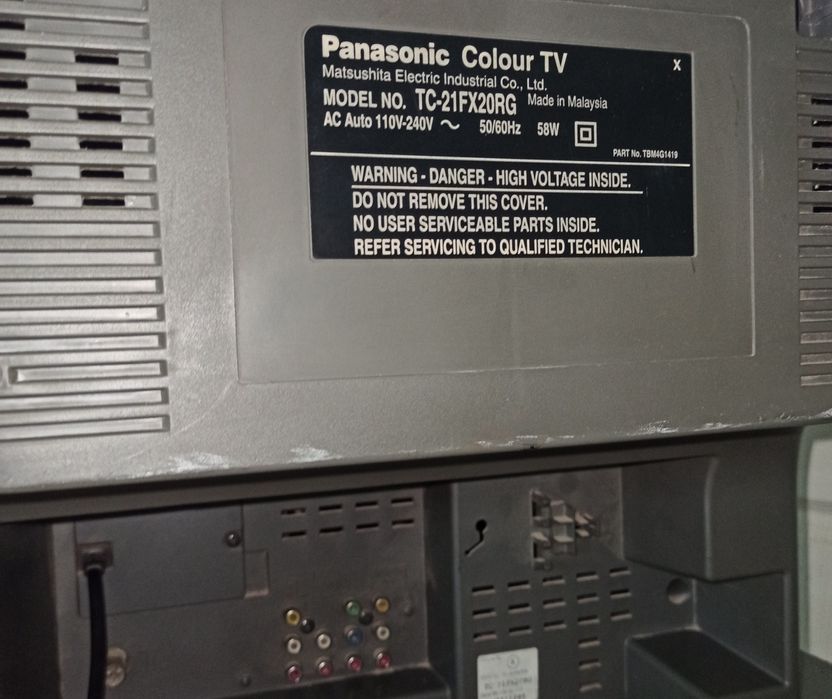 Panasonic Colour TV X
Matsushita Electric Industrial Co., Ltd.
MODEL NO. TC-21FX20RG Made in Malaysia
AC Auto 110V-240V ～ 50/60Hz 58W
PART No. TBM4G1419
WARNING - DANGER - HIGH VOLTAGE INSIDE.
DO NOT REMOVE THIS COVER.
NO USER SERVICEABLE PARTS INSIDE.
REFER SERVICING TO QUALIFIED TECHNICIAN.